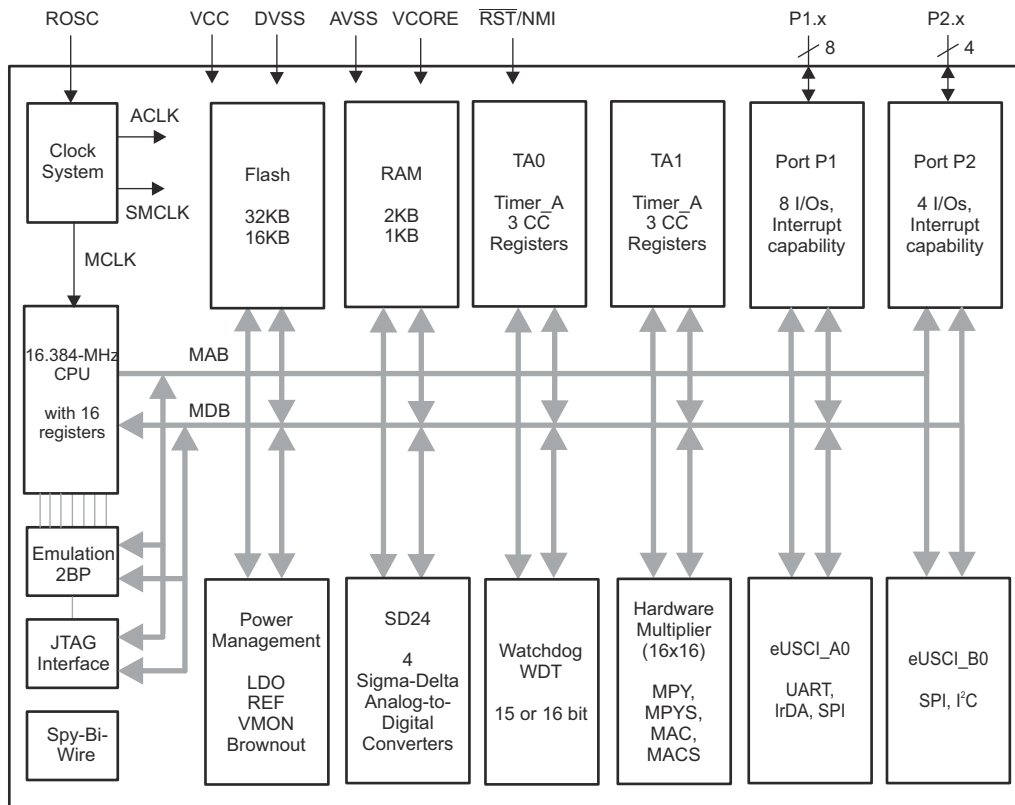 ROSC
VCC
DVSS
AVSS
VCORE
RST/NMI
P1.x
P2.x
8
4
Clock
System
ACLK
SMCLK
MCLK
Flash
32KB
16KB
RAM
2KB
1KB
TA0
Timer_A
3 CC
Registers
TA1
Timer_A
3 CC
Registers
Port P1
8 I/Os,
Interrupt
capability
Port P2
4 I/Os,
Interrupt
capability
16.384-MHz
CPU
with 16
registers
MAB
MDB
Emulation
2BP
JTAG
Interface
Spy-Bi-
Wire
Power
Management
LDO
REF
VMON
Brownout
SD24
4
Sigma-Delta
Analog-to-
Digital
Converters
Watchdog
WDT
15 or 16 bit
Hardware
Multiplier
(16x16)
MPY,
MPYS,
MAC,
MACS
eUSCI_A0
UART,
IrDA, SPI
eUSCI_B0
SPI, I²C